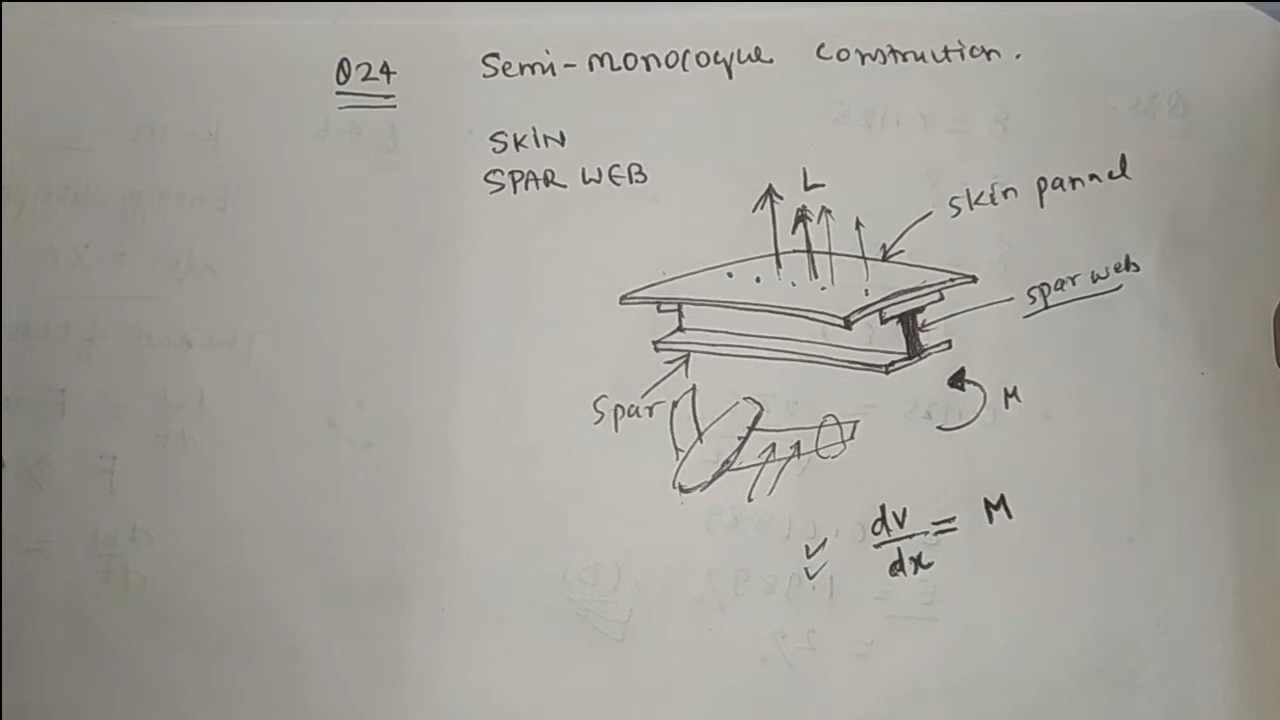 Q24 Semi-monocoque construction.
SKIN
SPAR WEB
L
skin pannel
spar web
Spar
M
dv/dx = M